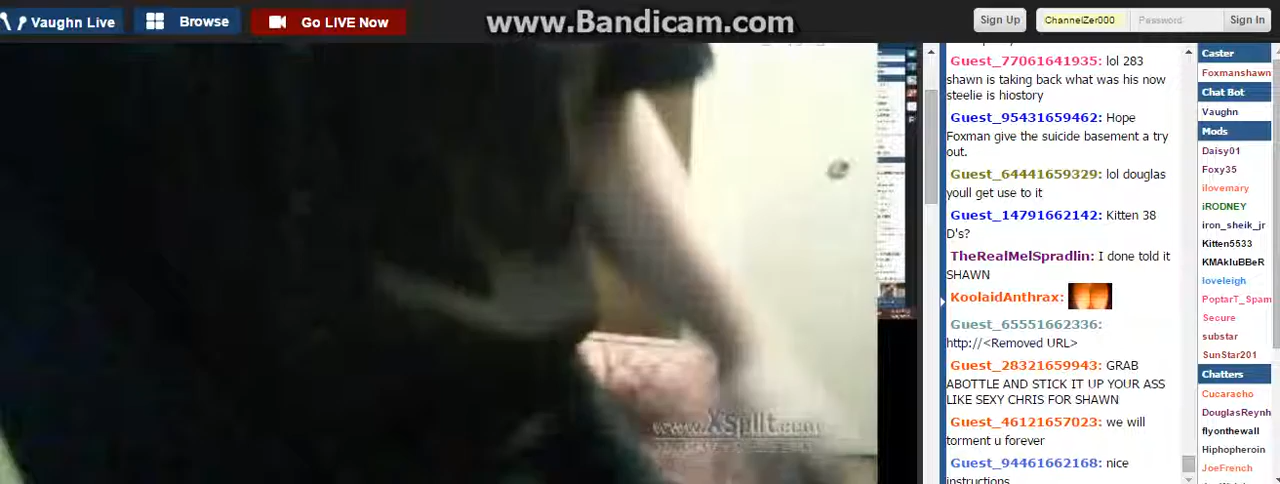 Vaughn Live
Browse
Go LIVE Now
www.Bandicam.com
Sign Up
ChannelZer000
Password
Sign In
Guest_77061641935: lol 283
shawn is taking back what was his now
steelie is hiostory
Guest_95431659462: Hope
Foxman give the suicide basement a try
out.
Guest_64441659329: lol douglas
youll get use to it
Guest_14791662142: Kitten 38
D's?
TheRealMelSpradlin: I done told it
SHAWN
KoolaidAnthrax:
Guest_65551662336:
http://<Removed URL>
Guest_28321659943: GRAB
ABOTTLE AND STICK IT UP YOUR ASS
LIKE SEXY CHRIS FOR SHAWN
Guest_46121657023: we will
torment u forever
Guest_94461662168: nice
instructions
Caster
Foxmanshawn
Chat Bot
Vaughn
Mods
Daisy01
Foxy35
ilovemary
iRODNEY
iron_sheik_jr
Kitten5533
KMAkluBBeR
loveleigh
PoptarT_Spam
Secure
substar
SunStar201
Chatters
Cucaracho
DouglasReynh
flyonthewall
Hiphopheroin
JoeFrench
www.XSplit.com